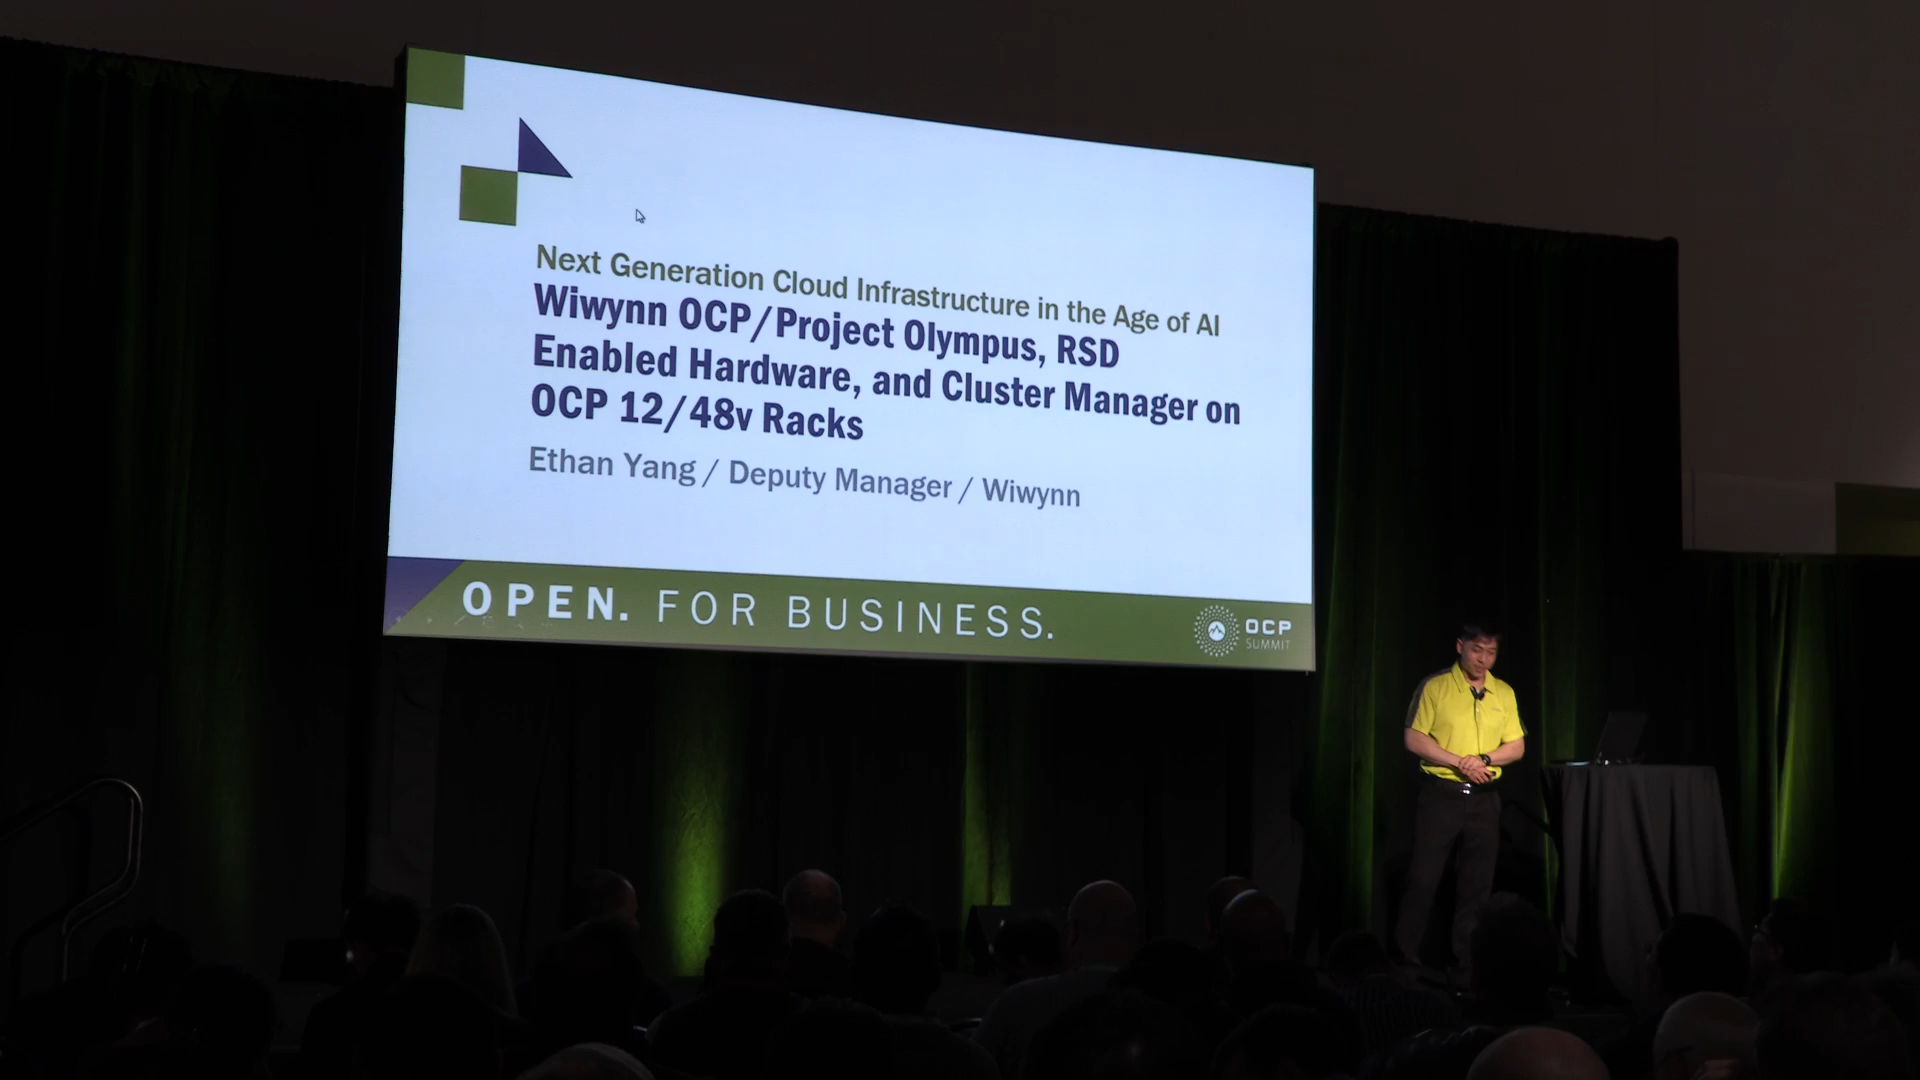 Next Generation Cloud Infrastructure in the Age of AI
Wiwynn OCP/Project Olympus, RSD
Enabled Hardware, and Cluster Manager on
OCP 12/48v Racks
Ethan Yang / Deputy Manager / Wiwynn
OPEN. FOR BUSINESS.
OCP
SUMMIT